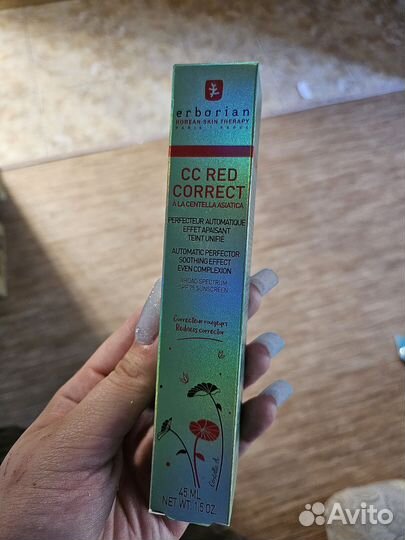 erborian
KOREAN SKIN THERAPY
PARIS - SEOUL
CC RED
CORRECT
À LA CENTELLA ASIATICA
PERFECTEUR AUTOMATIQUE
EFFET APAISANT
TEINT UNIFIÉ
AUTOMATIC PERFECTOR
SOOTHING EFFECT
EVEN COMPLEXION
BROAD SPECTRUM
SPF 25 SUNSCREEN
Correcteur rougeurs
Redness corrector
Centella
45 ML
NET WT. 1.5 OZ.
Avito